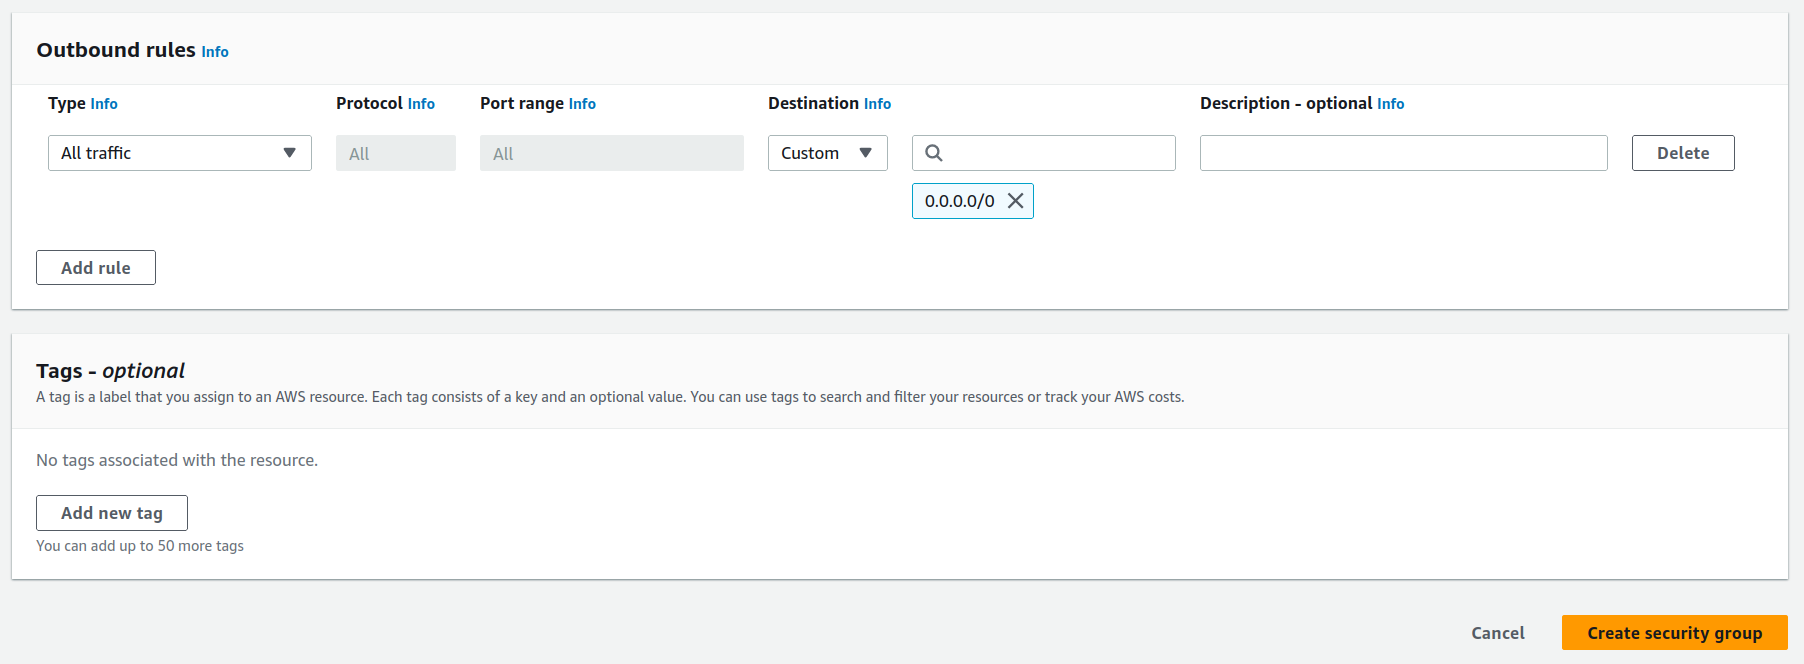 Outbound rules Info
Type Info Protocol Info Port range Info Destination Info Description - optional Info
All traffic All All Custom Delete
0.0.0.0/0
Add rule
Tags - optional
A tag is a label that you assign to an AWS resource. Each tag consists of a key and an optional value. You can use tags to search and filter your resources or track your AWS costs.
No tags associated with the resource.
Add new tag
You can add up to 50 more tags
Cancel Create security group